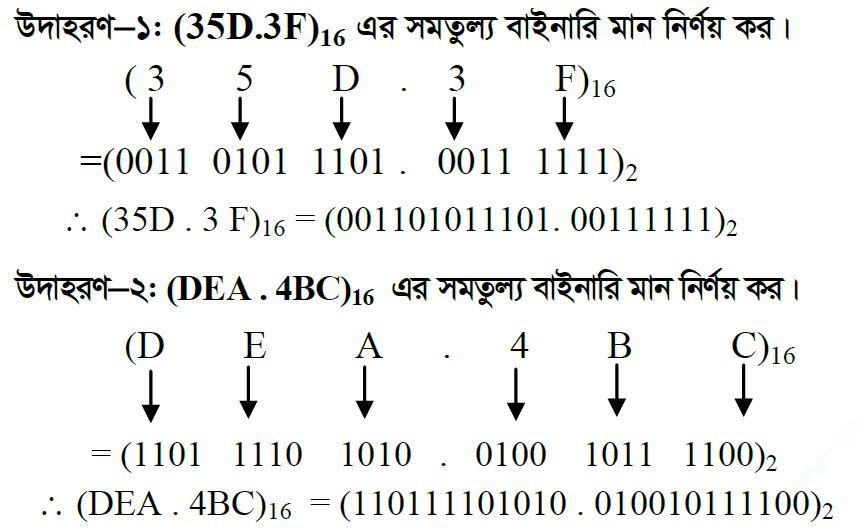 উদাহরণ–১: (35D.3F)₁₆ এর সমতুল্য বাইনারি মান নির্ণয় কর।
( 3 5 D . 3 F)₁₆
=(0011 0101 1101 . 0011 1111)₂
∴ (35D . 3 F)₁₆ = (001101011101. 00111111)₂
উদাহরণ–২: (DEA . 4BC)₁₆ এর সমতুল্য বাইনারি মান নির্ণয় কর।
(D E A . 4 B C)₁₆
= (1101 1110 1010 . 0100 1011 1100)₂
∴ (DEA . 4BC)₁₆ = (110111101010 . 010010111100)₂